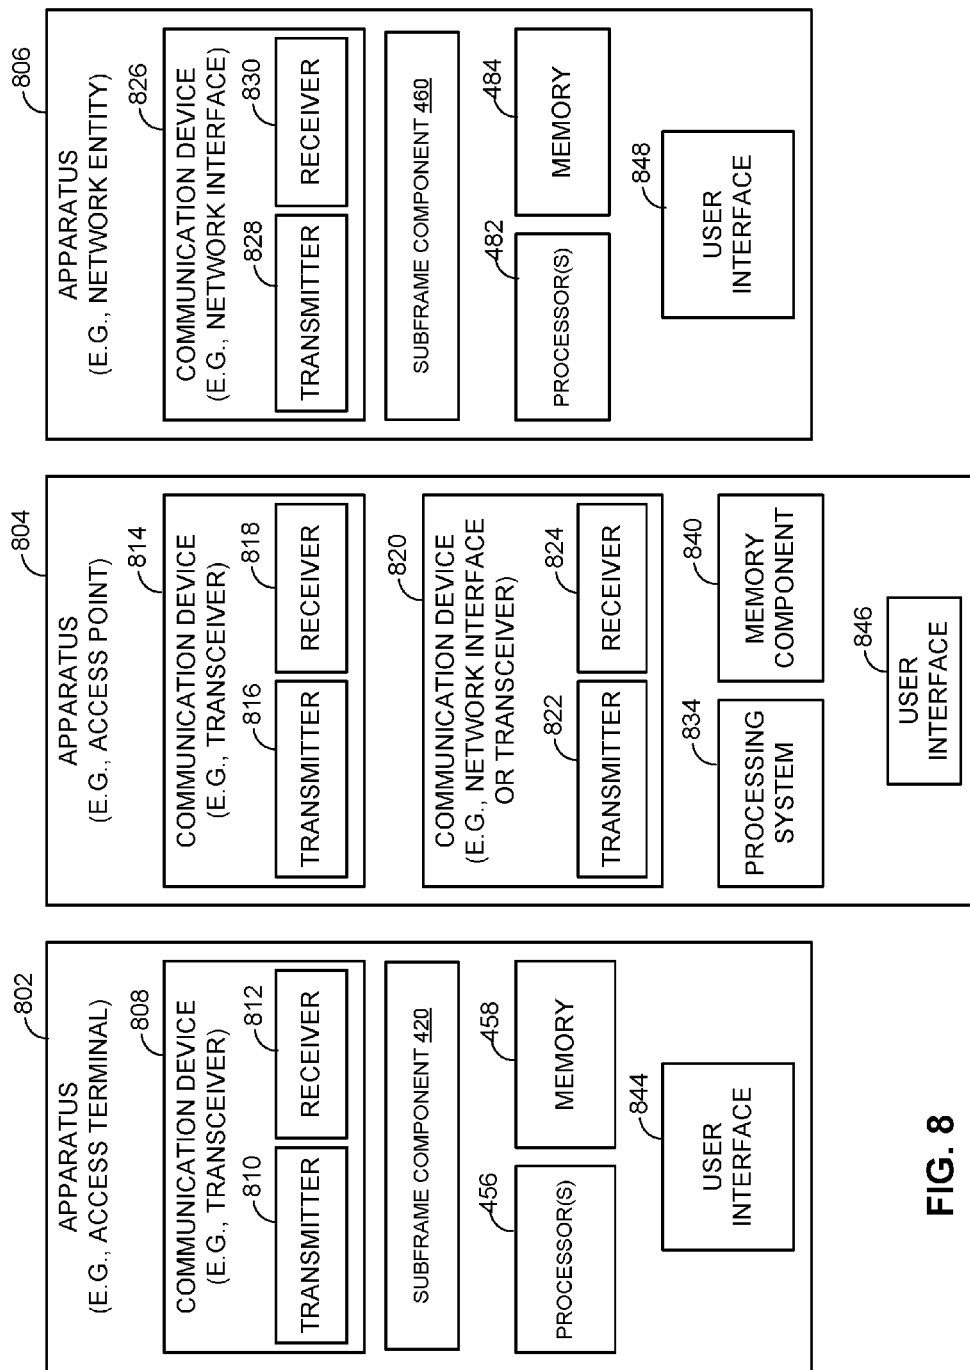 802
APPARATUS
(E.G., ACCESS TERMINAL)
808
COMMUNICATION DEVICE
(E.G., TRANSCEIVER)
810
TRANSMITTER
812
RECEIVER
SUBFRAME COMPONENT 420
456
PROCESSOR(S)
458
MEMORY
844
USER
INTERFACE
804
APPARATUS
(E.G., ACCESS POINT)
814
COMMUNICATION DEVICE
(E.G., TRANSCEIVER)
816
TRANSMITTER
818
RECEIVER
820
COMMUNICATION DEVICE
(E.G., NETWORK INTERFACE
OR TRANSCEIVER)
822
TRANSMITTER
824
RECEIVER
834
PROCESSING
SYSTEM
840
MEMORY
COMPONENT
846
USER
INTERFACE
806
APPARATUS
(E.G., NETWORK ENTITY)
826
COMMUNICATION DEVICE
(E.G., NETWORK INTERFACE)
828
TRANSMITTER
830
RECEIVER
SUBFRAME COMPONENT 460
482
PROCESSOR(S)
484
MEMORY
848
USER
INTERFACE
FIG. 8